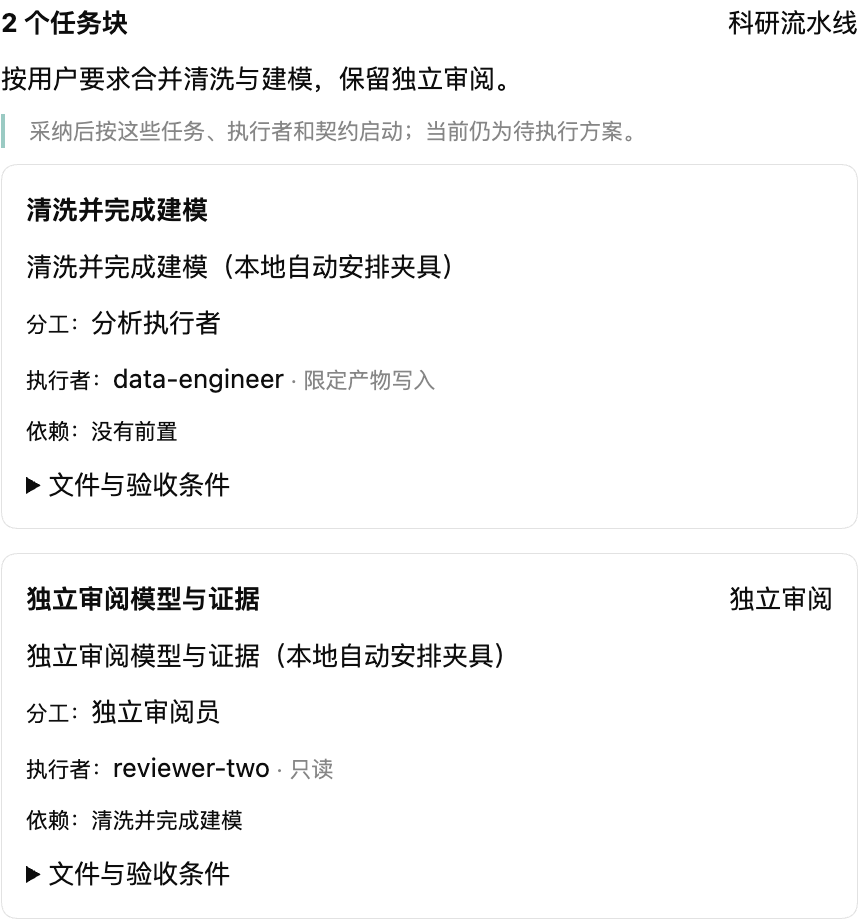 2 个任务块
科研流水线
按用户要求合并清洗与建模，保留独立审阅。
采纳后按这些任务、执行者和契约启动；当前仍为待执行方案。
清洗并完成建模
清洗并完成建模（本地自动安排夹具）
分工：分析执行者
执行者：data-engineer · 限定产物写入
依赖：没有前置
▶ 文件与验收条件
独立审阅模型与证据
独立审阅
独立审阅模型与证据（本地自动安排夹具）
分工：独立审阅员
执行者：reviewer-two · 只读
依赖：清洗并完成建模
▶ 文件与验收条件